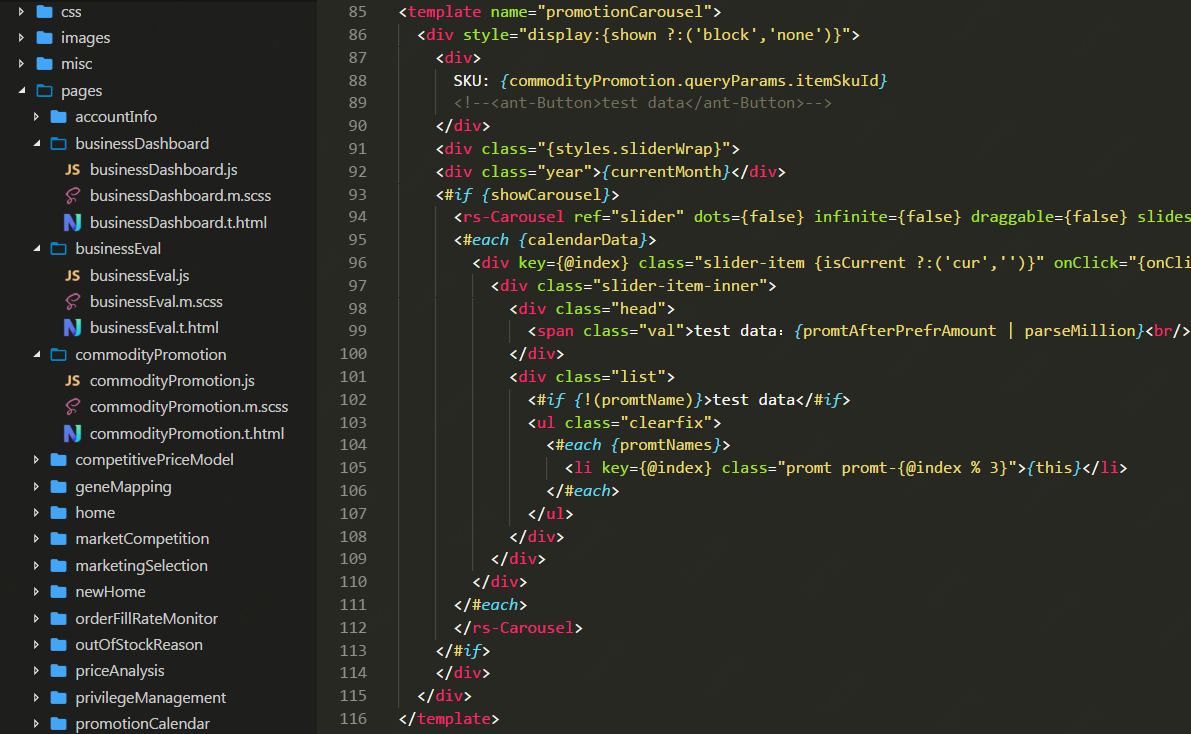 css
images
misc
pages
accountInfo
businessDashboard
JS businessDashboard.js
businessDashboard.m.scss
N businessDashboard.t.html
businessEval
JS businessEval.js
businessEval.m.scss
N businessEval.t.html
commodityPromotion
JS commodityPromotion.js
commodityPromotion.m.scss
N commodityPromotion.t.html
competitivePriceModel
geneMapping
home
marketCompetition
marketingSelection
newHome
orderFillRateMonitor
outOfStockReason
priceAnalysis
privilegeManagement
promotionCalendar
85 <template name="promotionCarousel">
86 <div style="display:{shown ?:('block','none')}">
87 <div>
88 SKU: {commodityPromotion.queryParams.itemSkuId}
89 <!--<ant-Button>test data</ant-Button>-->
90 </div>
91 <div class="{styles.sliderWrap}">
92 <div class="year">{currentMonth}</div>
93 <#if {showCarousel}>
94 <rs-Carousel ref="slider" dots={false} infinite={false} draggable={false} slides
95 <#each {calendarData}>
96 <div key={@index} class="slider-item {isCurrent ?:('cur','')}" onClick="{onCli
97 <div class="slider-item-inner">
98 <div class="head">
99 <span class="val">test data：{promtAfterPrefrAmount | parseMillion}<br/>
100 </div>
101 <div class="list">
102 <#if {!(promtName)}>test data</#if>
103 <ul class="clearfix">
104 <#each {promtNames}>
105 <li key={@index} class="promt promt-{@index % 3}">{this}</li>
106 </#each>
107 </ul>
108 </div>
109 </div>
110 </div>
111 </#each>
112 </rs-Carousel>
113 </#if>
114 </div>
115 </div>
116 </template>